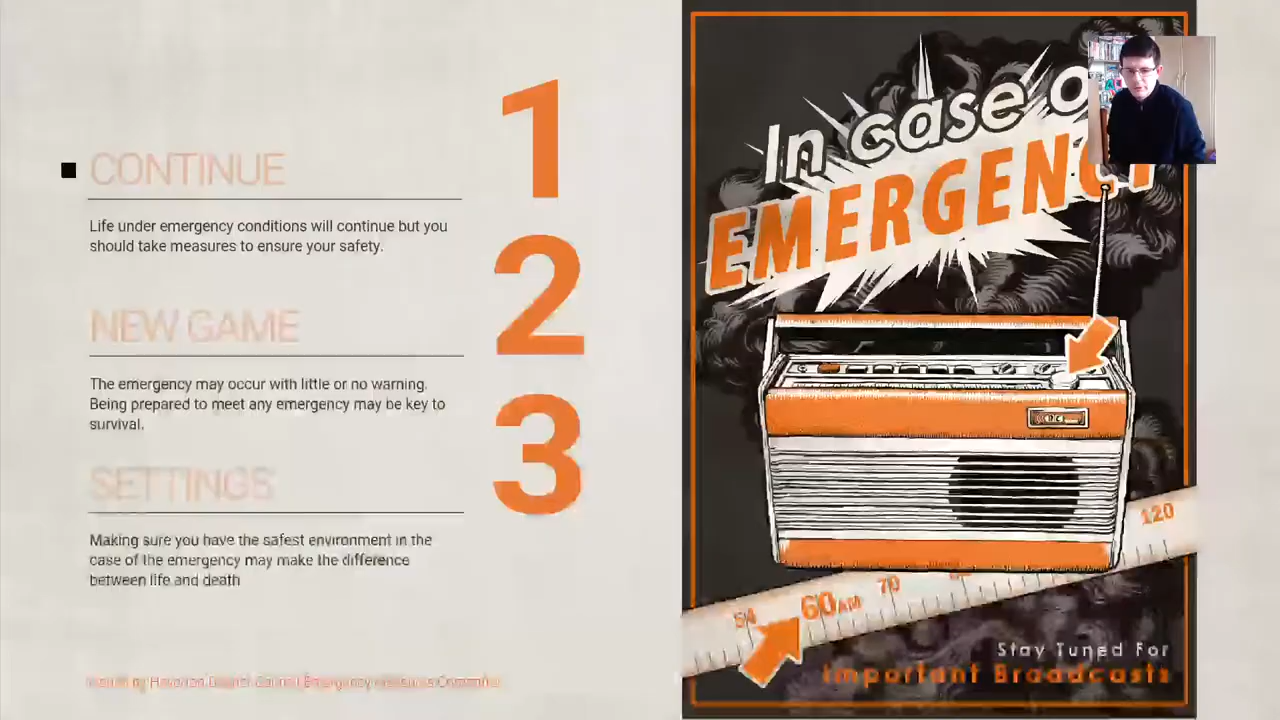 CONTINUE
Life under emergency conditions will continue but you
should take measures to ensure your safety.
1
NEW GAME
The emergency may occur with little or no warning.
Being prepared to meet any emergency may be key to
survival.
2
SETTINGS
Making sure you have the safest environment in the
case of the emergency may make the difference
between life and death
3
In case
EMERGENCY
54 60AM 70
120
Stay Tuned For
Important Broadcasts